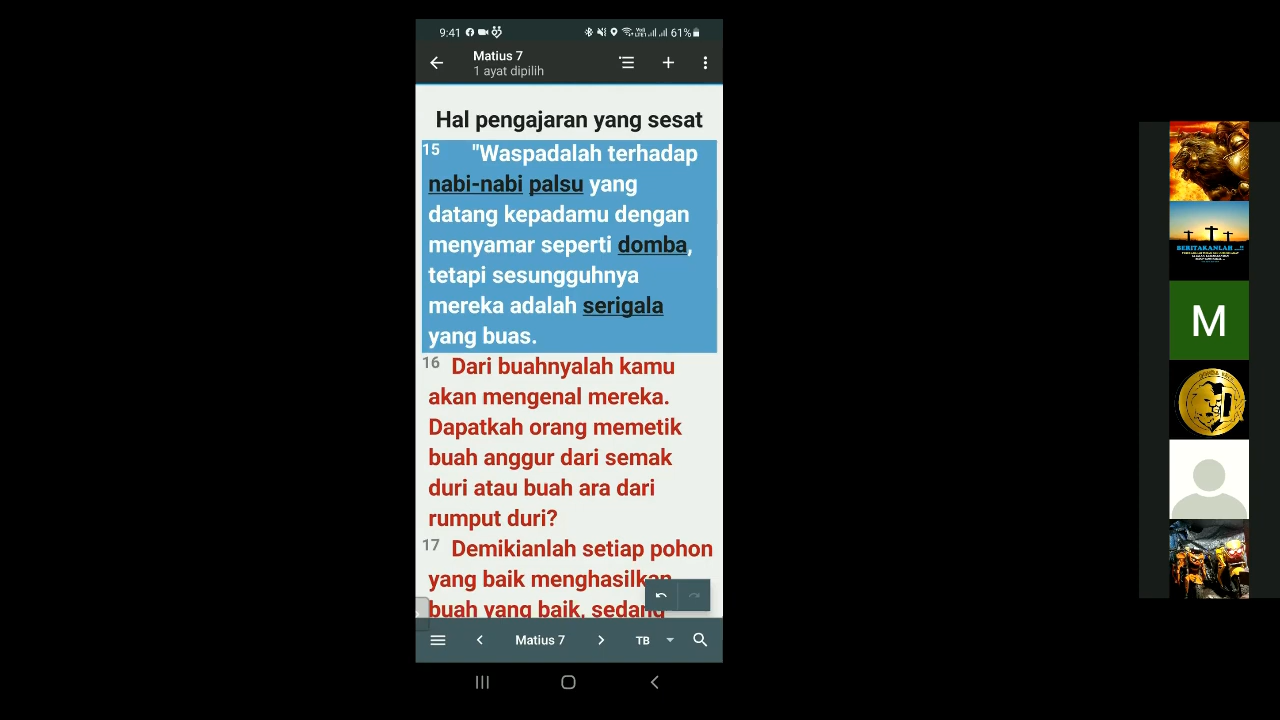 9:41
61%
Matius 7
1 ayat dipilih
Hal pengajaran yang sesat
15 "Waspadalah terhadap
nabi-nabi palsu yang
datang kepadamu dengan
menyamar seperti domba,
tetapi sesungguhnya
mereka adalah serigala
yang buas.
16 Dari buahnyalah kamu
akan mengenal mereka.
Dapatkah orang memetik
buah anggur dari semak
duri atau buah ara dari
rumput duri?
17 Demikianlah setiap pohon
yang baik menghasilkan
buah yang baik, sedang
Matius 7
TB
BERITAKANLAH ...!!
M